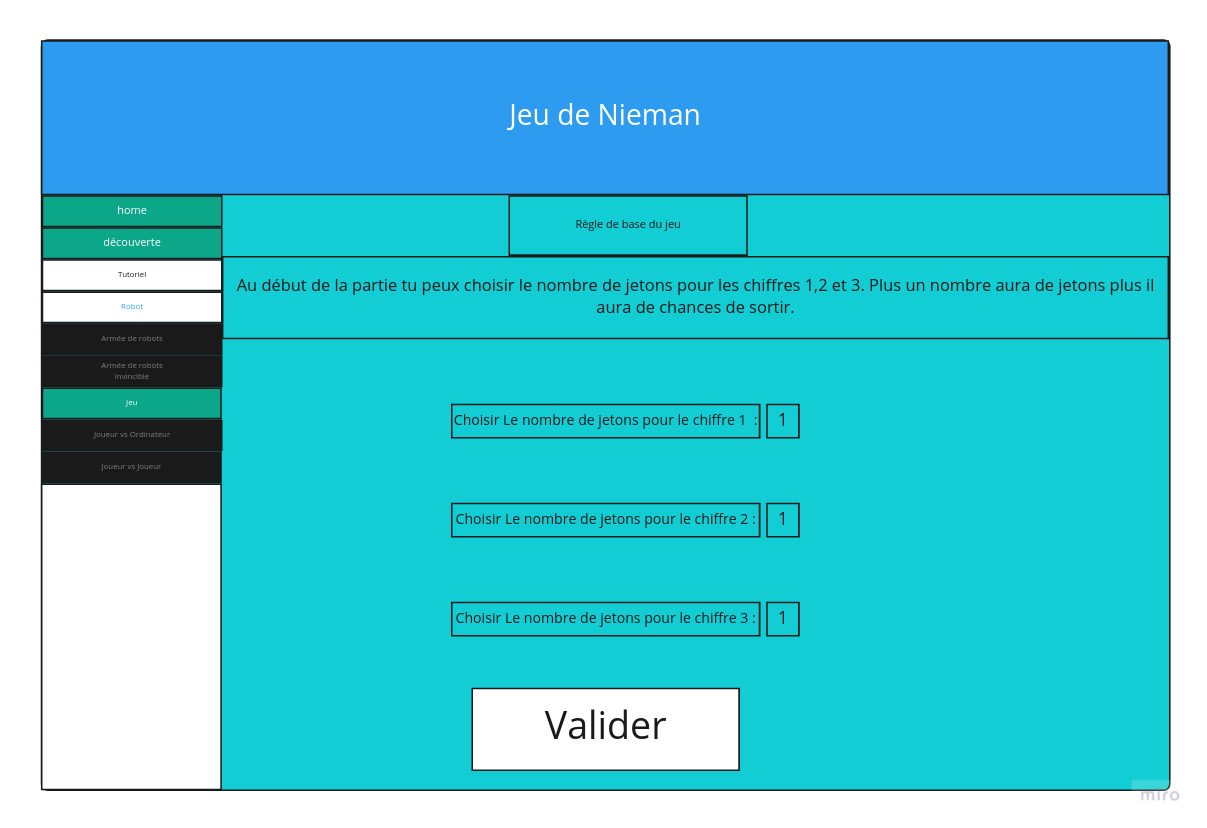 Jeu de Nieman
home
découverte
Tutoriel
Robot
Armée de robots
Armée de robots
invincible
Jeu
Joueur vs Ordinateur
Joueur vs Joueur
Règle de base du jeu
Au début de la partie tu peux choisir le nombre de jetons pour les chiffres 1,2 et 3. Plus un nombre aura de jetons plus il
aura de chances de sortir.
Choisir Le nombre de jetons pour le chiffre 1 : 1
Choisir Le nombre de jetons pour le chiffre 2 : 1
Choisir Le nombre de jetons pour le chiffre 3 : 1
Valider
miro